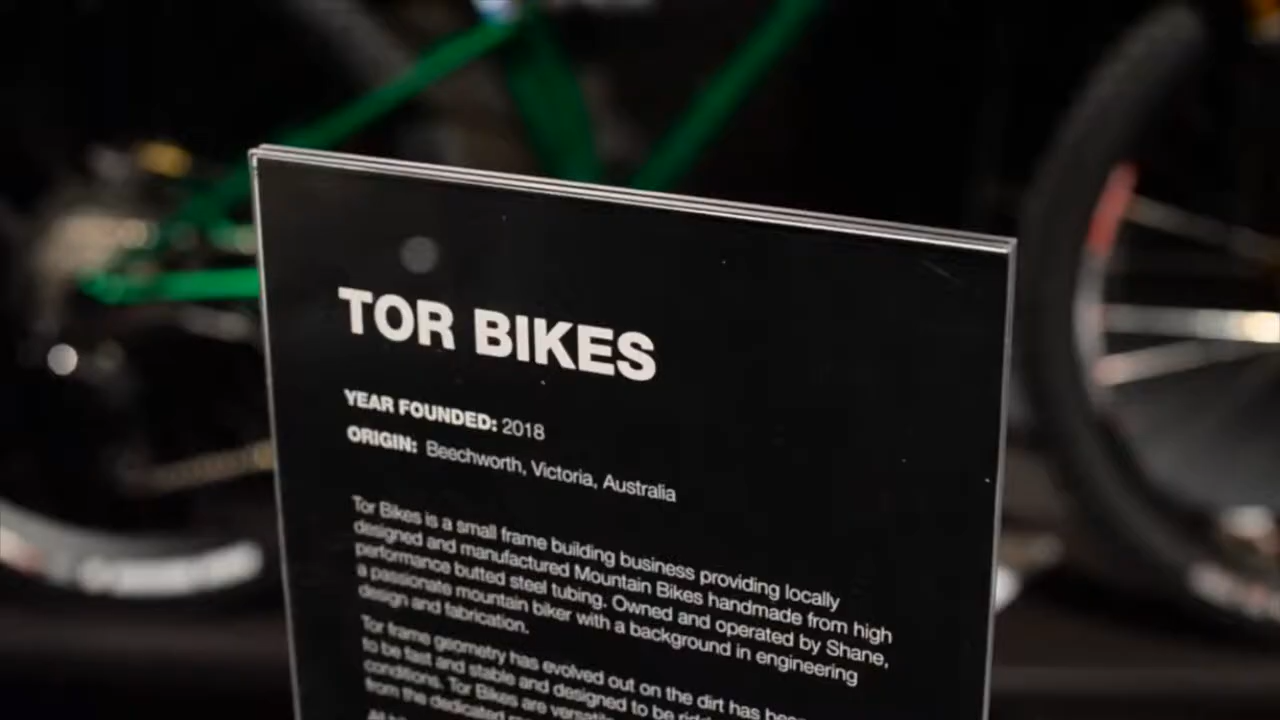 TOR BIKES
YEAR FOUNDED: 2018
ORIGIN: Beechworth, Victoria, Australia
Tor Bikes is a small frame building business providing locally
designed and manufactured Mountain Bikes handmade from high
performance butted steel tubing. Owned and operated by Shane,
a passionate mountain biker with a background in engineering
design and fabrication.
Tor frame geometry has evolved out on the dirt has been
to be fast and stable and designed to be
conditions. Tor Bikes are
from the dedicated